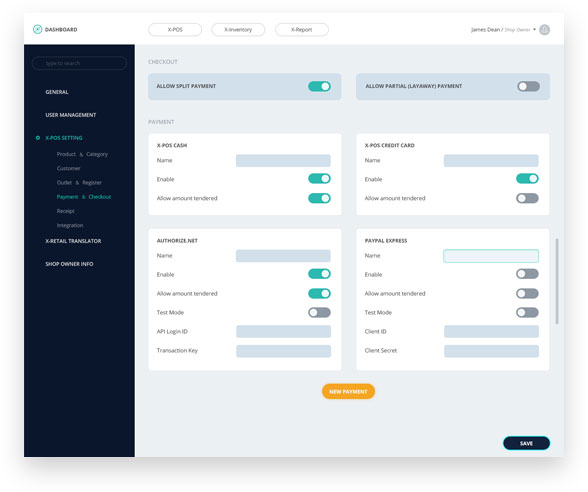 DASHBOARD
X-POS
X-Inventory
X-Report
James Dean / Shop Owner
type to search
GENERAL
USER MANAGEMENT
X-POS SETTING
Product & Category
Customer
Outlet & Register
Payment & Checkout
Receipt
Integration
X-RETAIL TRANSLATOR
SHOP OWNER INFO
CHECKOUT
ALLOW SPLIT PAYMENT
ALLOW PARTIAL (LAYAWAY) PAYMENT
PAYMENT
X-POS CASH
Name
Enable
Allow amount tendered
X-POS CREDIT CARD
Name
Enable
Allow amount tendered
AUTHORIZE.NET
Name
Enable
Allow amount tendered
Test Mode
API Login ID
Transaction Key
PAYPAL EXPRESS
Name
Enable
Allow amount tendered
Test Mode
Client ID
Client Secret
NEW PAYMENT
SAVE